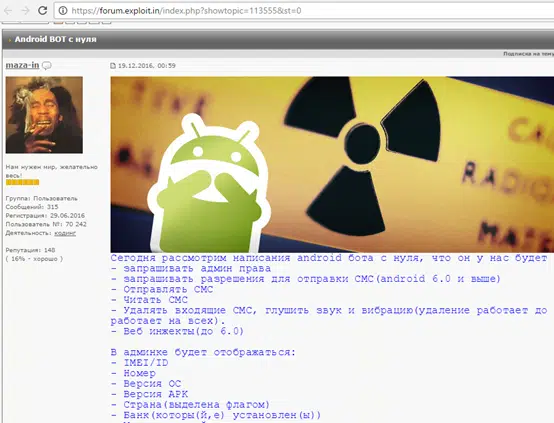 https://forum.exploit.in/index.php?showtopic=113555&st=0
Android BOT с нуля
Подписка на тему
maza-in
19.12.2016, 00:59
Нам нужен мир, желательно
весь!
Группа: Пользователь
Сообщений: 315
Регистрация: 29.06.2016
Пользователь №: 70 242
Деятельность: кодинг
Репутация: 148
( 16% - хорошо )
RADIO
Сегодня рассмотрим написания android бота с нуля, что он у нас будет
- запрашивать админ права
- запрашивать разрешения для отправки СМС(android 6.0 и выше)
- Отправлять СМС
- Читать СМС
- Удалять входящие СМС, глушить звук и вибрацию(удаление работает до
работает на всех).
- Веб инжекты(до 6.0)
В админке будет отображаться:
- IMEI/ID
- Номер
- Версия ОС
- Версия APK
- Страна(выделена флагом)
- Банк(которы(й,е) установлен(ы))